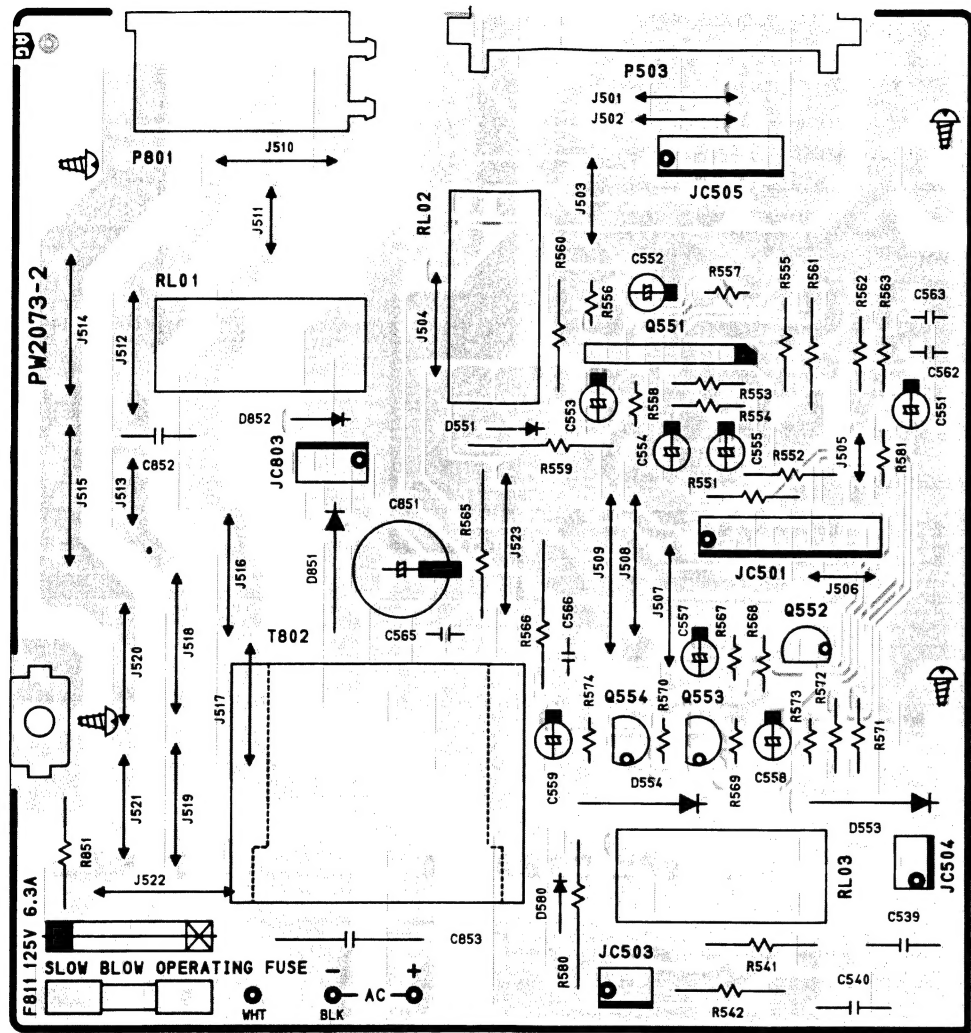 AG
P503
J501
J502
P801
J510
JC505
J511
J503
RL02
R560
C552
R557
R555
R561
R562
R563
C563
PW2073-2
J514
RL01
J512
J504
R556
Q551
C562
D852
C553
R558
R553
R554
C551
D551
C554
C555
J505
R581
C852
JC803
R559
R552
R551
J515
J513
C851
R565
J523
J516
D851
J509
J508
J507
JC501
J506
C565
R566
C566
C557
R567
R568
Q552
T802
J520
J518
J517
R574
Q554
R570
Q553
R573
R572
R571
C559
D554
R569
C558
J521
J519
R851
D553
J522
D580
RL03
JC504
F811 125V 6.3A
C853
C539
SLOW BLOW OPERATING FUSE
R580
JC503
R541
C540
R542
WHT
- AC +
BLK